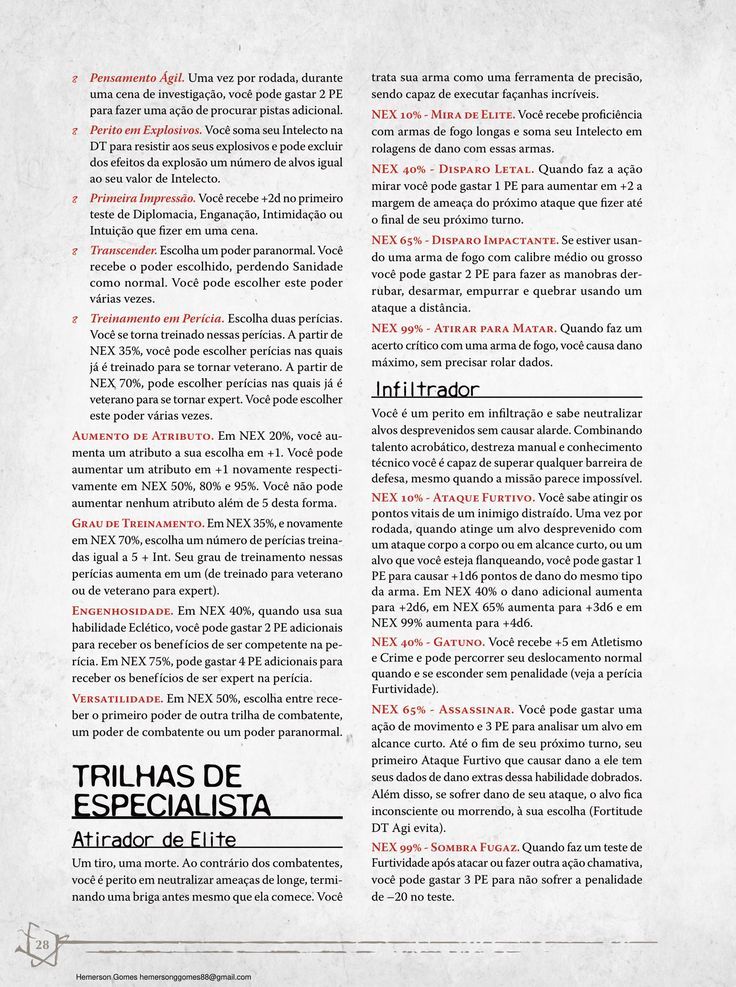 Pensamento Ágil. Uma vez por rodada, durante
uma cena de investigação, você pode gastar 2 PE
para fazer uma ação de procurar pistas adicional.
Perito em Explosivos. Você soma seu Intelecto na
DT para resistir aos seus explosivos e pode excluir
dos efeitos da explosão um número de alvos igual
ao seu valor de Intelecto.
Primeira Impressão. Você recebe +2d no primeiro
teste de Diplomacia, Enganação, Intimidação ou
Intuição que fizer em uma cena.
Transcender. Escolha um poder paranormal. Você
recebe o poder escolhido, perdendo Sanidade
como normal. Você pode escolher este poder
várias vezes.
Treinamento em Perícia. Escolha duas perícias.
Você se torna treinado nessas perícias. A partir de
NEX 35%, você pode escolher perícias nas quais
já é treinado para se tornar veterano. A partir de
NEX 70%, pode escolher perícias nas quais já é
veterano para se tornar expert. Você pode escolher
este poder várias vezes.
Aumento de Atributo. Em NEX 20%, você au-
menta um atributo a sua escolha em +1. Você pode
aumentar um atributo em +1 novamente respecti-
vamente em NEX 50%, 80% e 95%. Você não pode
aumentar nenhum atributo além de 5 desta forma.
Grau de Treinamento. Em NEX 35%, e novamente
em NEX 70%, escolha um número de perícias treina-
das igual a 5 + Int. Seu grau de treinamento nessas
perícias aumenta em um (de treinado para veterano
ou de veterano para expert).
Engenhosidade. Em NEX 40%, quando usa sua
habilidade Eclético, você pode gastar 2 PE adicionais
para receber os benefícios de ser competente na pe-
rícia. Em NEX 75%, pode gastar 4 PE adicionais para
receber os benefícios de ser expert na perícia.
Versatilidade. Em NEX 50%, escolha entre rece-
ber o primeiro poder de outra trilha de combatente,
um poder de combatente ou um poder paranormal.
TRILHAS DE
ESPECIALISTA
Atirador de Elite
Um tiro, uma morte. Ao contrário dos combatentes,
você é perito em neutralizar ameaças de longe, termi-
nando uma briga antes mesmo que ela comece. Você
trata sua arma como uma ferramenta de precisão,
sendo capaz de executar façanhas incríveis.
NEX 10% - Mira de Elite. Você recebe proficiência
com armas de fogo longas e soma seu Intelecto em
rolagens de dano com essas armas.
NEX 40% - Disparo Letal. Quando faz a ação
mirar você pode gastar 1 PE para aumentar em +2 a
margem de ameaça do próximo ataque que fizer até
o final de seu próximo turno.
NEX 65% - Disparo Impactante. Se estiver usan-
do uma arma de fogo com calibre médio ou grosso
você pode gastar 2 PE para fazer as manobras der-
rubar, desarmar, empurrar e quebrar usando um
ataque a distância.
NEX 99% - Atirar para Matar. Quando faz um
acerto crítico com uma arma de fogo, você causa dano
máximo, sem precisar rolar dados.
Infiltrador
Você é um perito em infiltração e sabe neutralizar
alvos desprevenidos sem causar alarde. Combinando
talento acrobático, destreza manual e conhecimento
técnico você é capaz de superar qualquer barreira de
defesa, mesmo quando a missão parece impossível.
NEX 10% - Ataque Furtivo. Você sabe atingir os
pontos vitais de um inimigo distraído. Uma vez por
rodada, quando atinge um alvo desprevenido com
um ataque corpo a corpo ou em alcance curto, ou um
alvo que você esteja flanqueando, você pode gastar 1
PE para causar +1d6 pontos de dano do mesmo tipo
da arma. Em NEX 40% o dano adicional aumenta
para +2d6, em NEX 65% aumenta para +3d6 e em
NEX 99% aumenta para +4d6.
NEX 40% - Gatuno. Você recebe +5 em Atletismo
e Crime e pode percorrer seu deslocamento normal
quando e se esconder sem penalidade (veja a perícia
Furtividade).
NEX 65% - Assassinar. Você pode gastar uma
ação de movimento e 3 PE para analisar um alvo em
alcance curto. Até o fim de seu próximo turno, seu
primeiro Ataque Furtivo que causar dano a ele tem
seus dados de dano extras dessa habilidade dobrados.
Além disso, se sofrer dano de seu ataque, o alvo fica
inconsciente ou morrendo, à sua escolha (Fortitude
DT Agi evita).
NEX 99% - Sombra Fugaz. Quando faz um teste de
Furtividade após atacar ou fazer outra ação chamativa,
você pode gastar 3 PE para não sofrer a penalidade
de –20 no teste.
28
Hemerson Gomes hemersonggomes88@gmail.com